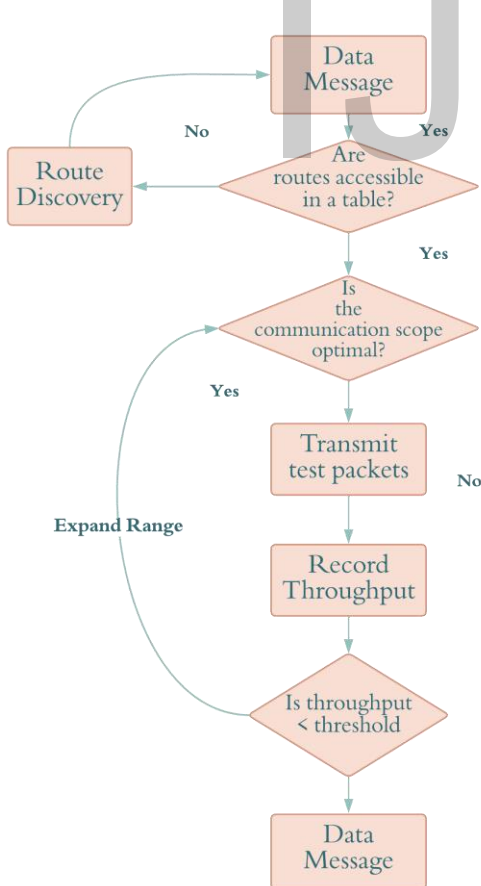 IJ
Data
Message
No
Yes
Are
routes accessible
in a table?
Route
Discovery
Yes
Is
the
communication scope
optimal?
Yes
Transmit
test packets
No
Expand Range
Record
Throughput
Is throughput
< threshold
Data
Message